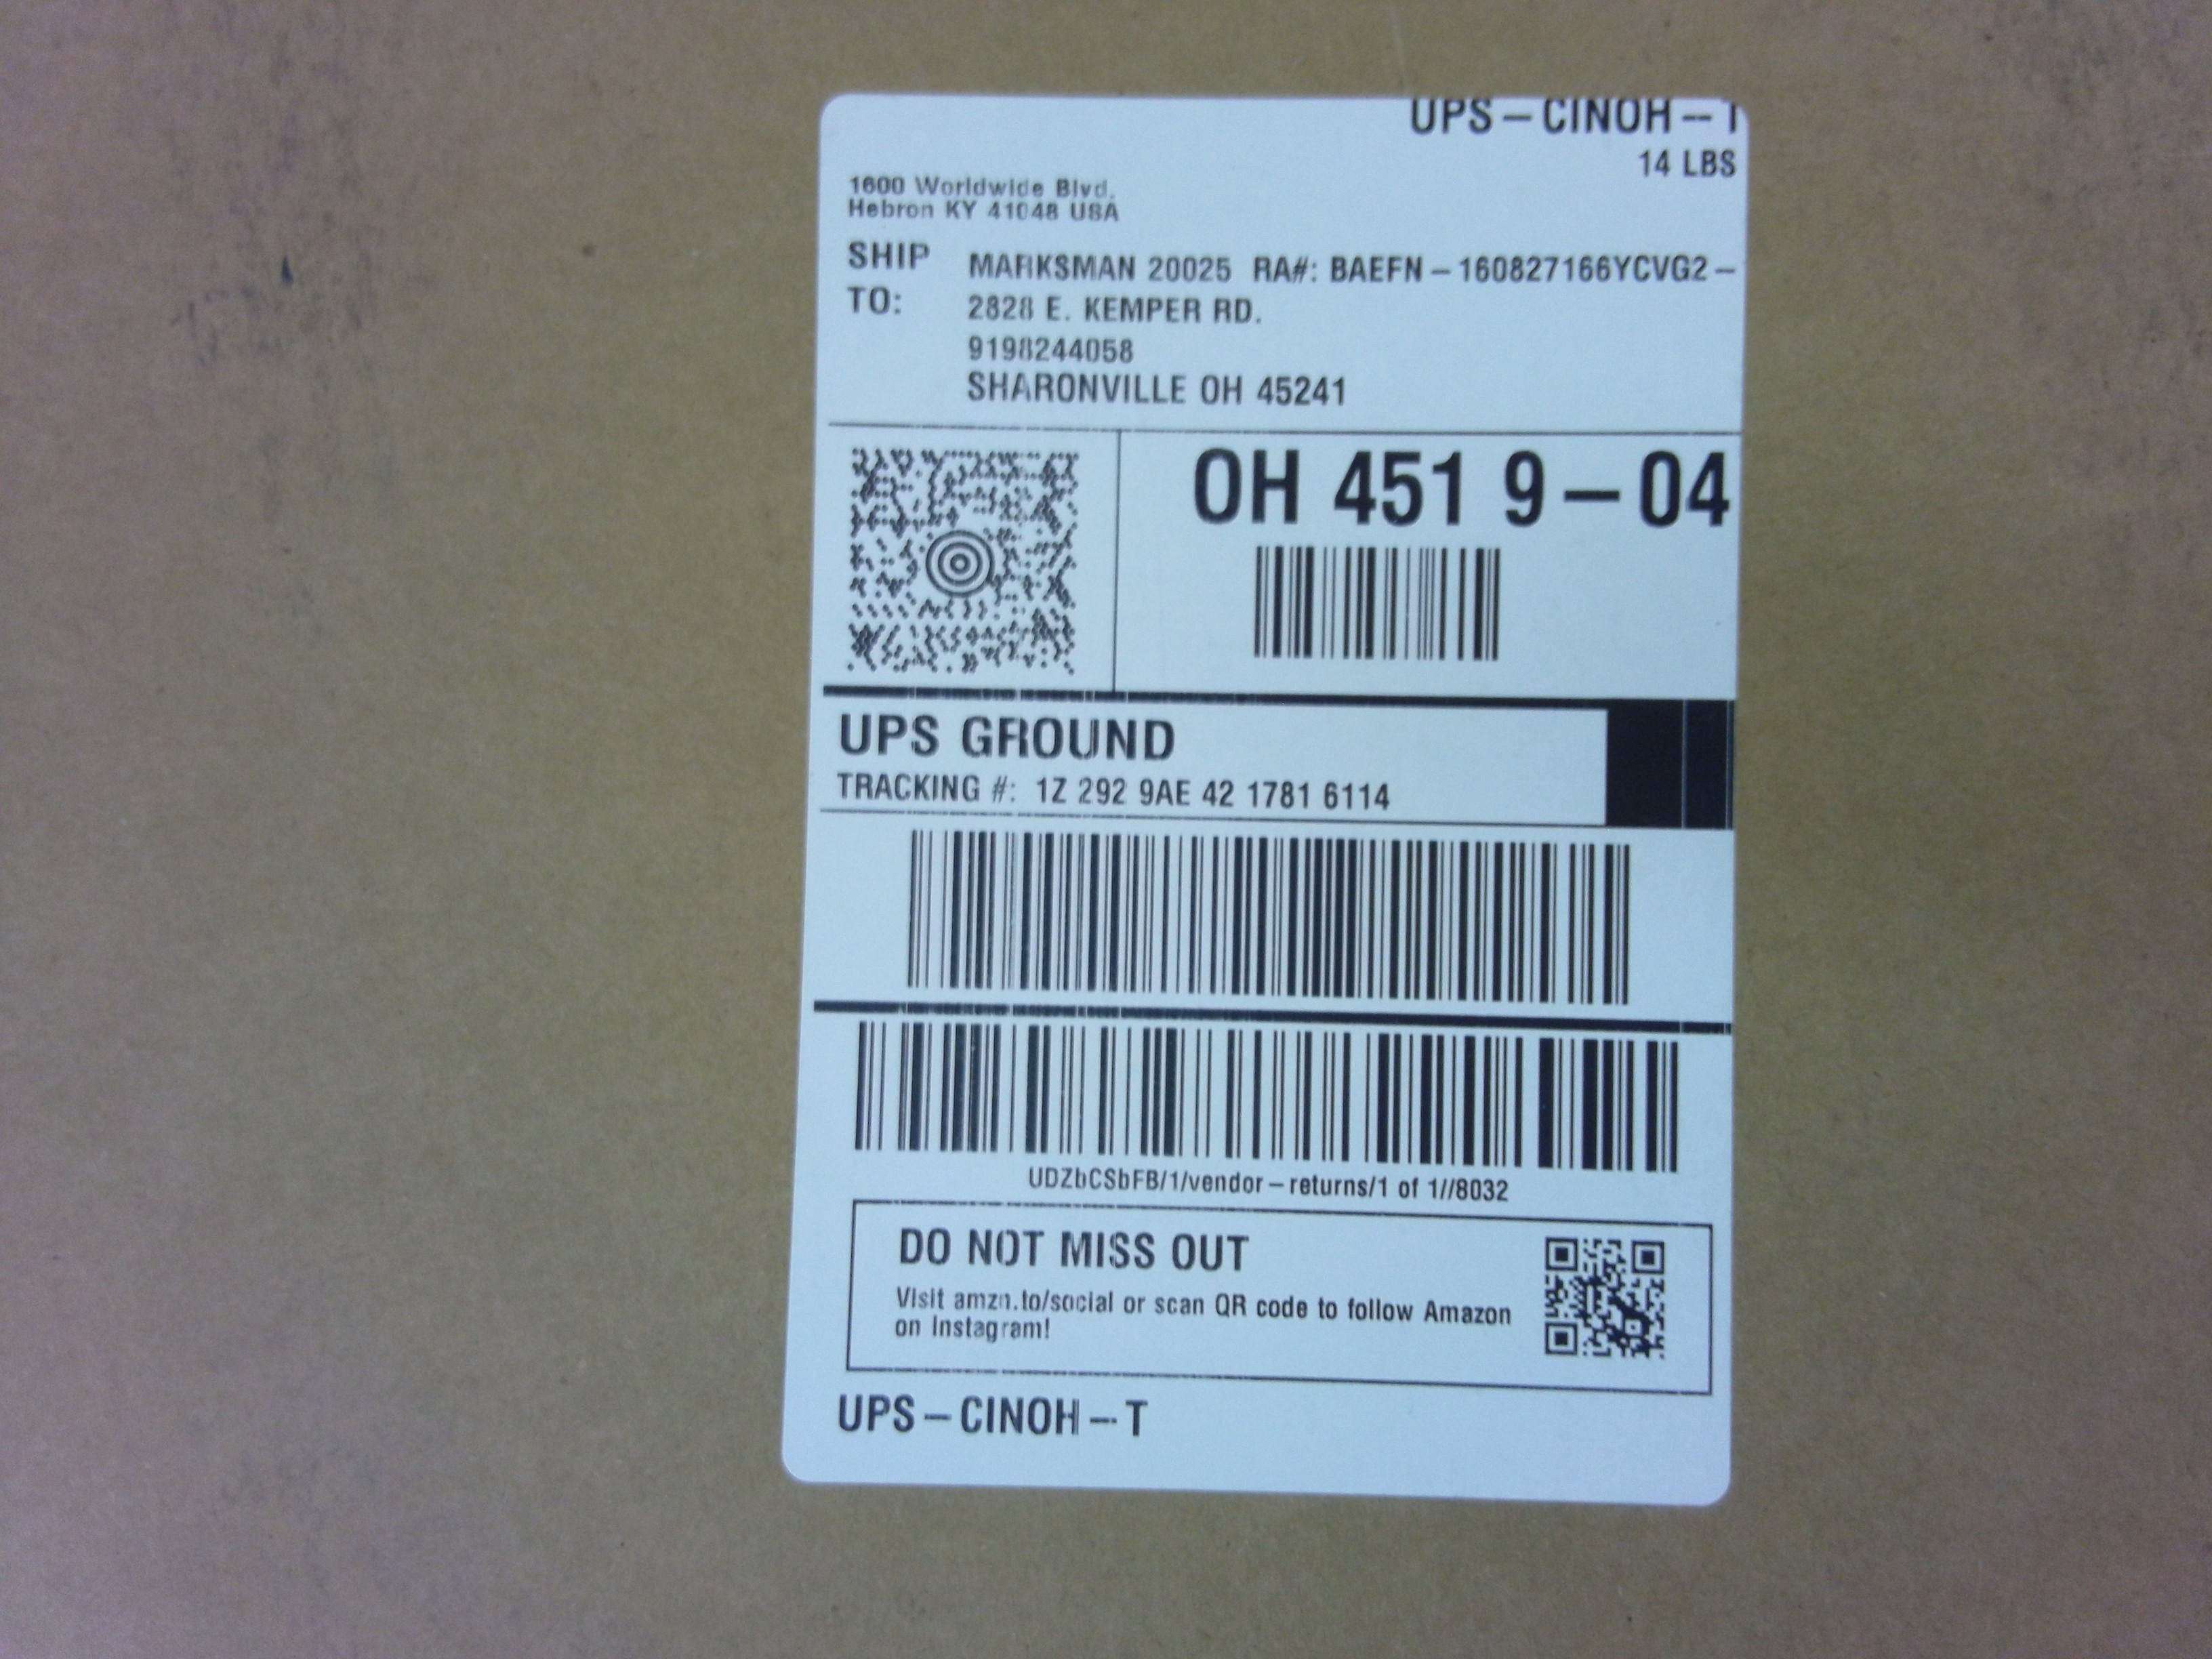 UPS – CINOH – T
14 LBS
1600 Worldwide Blvd.
Hebron KY 41048 USA
SHIP TO:
MARKSMAN 20025 RA#: BAEFN – 160827166YCVG2 –
2828 E. KEMPER RD.
9198244058
SHARONVILLE OH 45241
OH 451 9 – 04
UPS GROUND
TRACKING #: 1Z 292 9AE 42 1781 6114
UDZbCSbFB/1/vendor – returns/1 of 1//8032
DO NOT MISS OUT
Visit amzn.to/social or scan QR code to follow Amazon
on Instagram!
UPS – CINOH – T